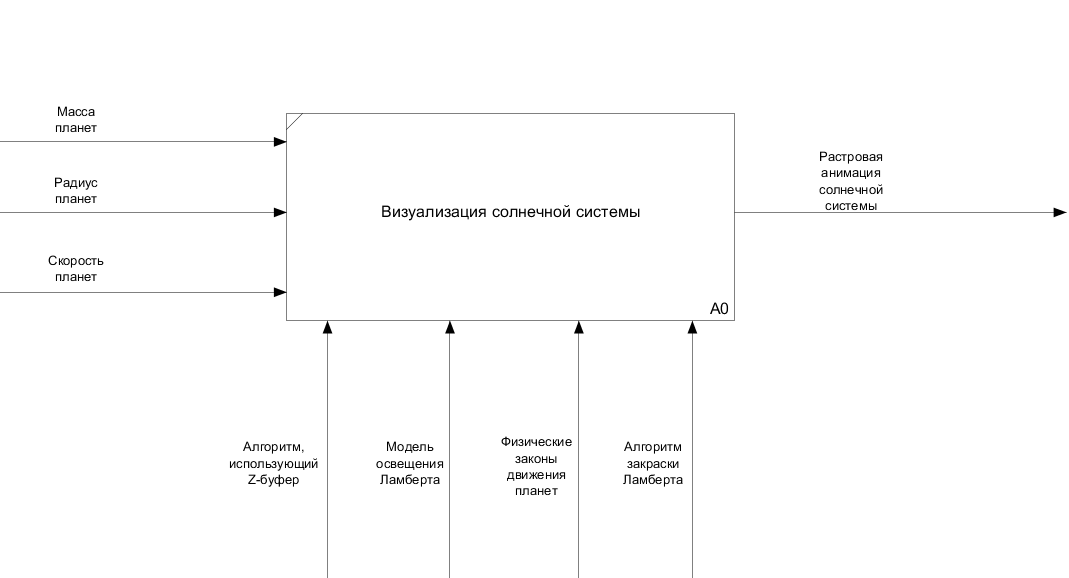 Масса
планет
Радиус
планет
Скорость
планет
Визуализация солнечной системы
A0
Растровая
анимация
солнечной
системы
Алгоритм,
использующий
Z-буфер
Модель
освещения
Ламберта
Физические
законы
движения
планет
Алгоритм
закраски
Ламберта